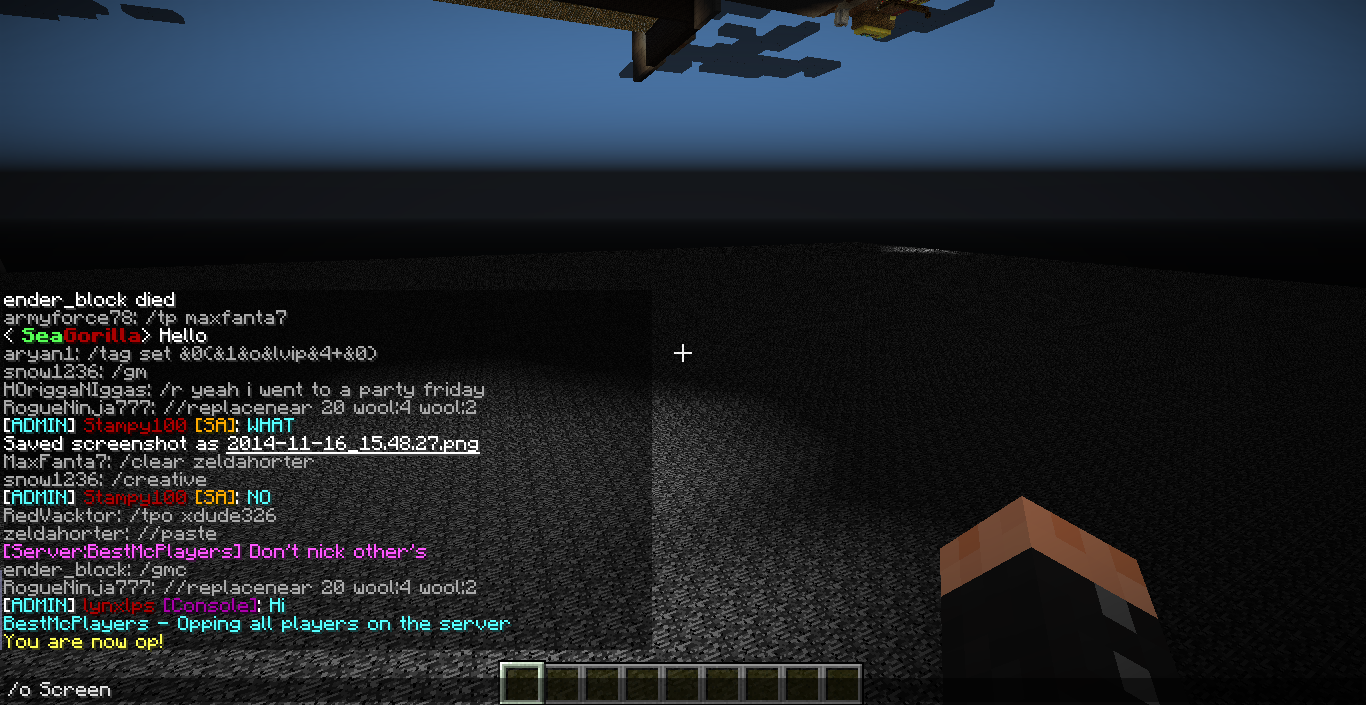 ender_block died
armyforce78: /tp maxfanta7
< SeaGorilla> Hello
aryan1: /tag set &0(&1&o&lvip&4+&0)
snow1236: /gm
HOriggaNIggas: /r yeah i went to a party friday
RogueNinja777: //replacenear 20 wool:4 wool:2
[ADMIN] Stampy100 [SA]: WHAT
Saved screenshot as 2014-11-16_15.48.27.png
MaxFanta7: /clear zeldahorter
snow1236: /creative
[ADMIN] Stampy100 [SA]: NO
RedVacktor: /tpo xdude326
zeldahorter: //paste
[Server:BestMcPlayers] Don't nick other's
ender_block: /gmc
RogueNinja777: //replacenear 20 wool:4 wool:2
[ADMIN] lynxlps [Console]: Hi
BestMcPlayers - Opping all players on the server
You are now op!
/o Screen